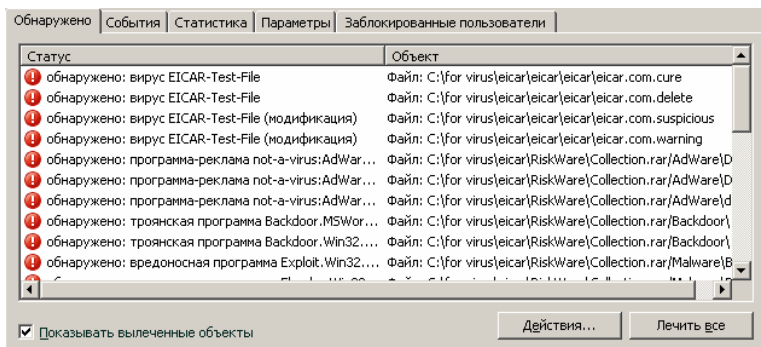 Обнаружено События Статистика Параметры Заблокированные пользователи
Статус Объект
обнаружено: вирус EICAR-Test-File Файл: C:\for virus\eicar\eicar\eicar\eicar.com.cure
обнаружено: вирус EICAR-Test-File Файл: C:\for virus\eicar\eicar\eicar\eicar.com.delete
обнаружено: вирус EICAR-Test-File (модификация) Файл: C:\for virus\eicar\eicar\eicar\eicar.com.suspicious
обнаружено: вирус EICAR-Test-File (модификация) Файл: C:\for virus\eicar\eicar\eicar\eicar.com.warning
обнаружено: программа-реклама not-a-virus:AdWar... Файл: C:\for virus\eicar\RiskWare\Collection.rar/AdWare\D
обнаружено: программа-реклама not-a-virus:AdWar... Файл: C:\for virus\eicar\RiskWare\Collection.rar/AdWare\D
обнаружено: программа-реклама not-a-virus:AdWar... Файл: C:\for virus\eicar\RiskWare\Collection.rar/AdWare\d
обнаружено: троянская программа Backdoor.MSWor... Файл: C:\for virus\eicar\RiskWare\Collection.rar/Backdoor\
обнаружено: троянская программа Backdoor.Win32.... Файл: C:\for virus\eicar\RiskWare\Collection.rar/Backdoor\
обнаружено: вредоносная программа Exploit.Win32.... Файл: C:\for virus\eicar\RiskWare\Collection.rar/Malware\B
Показывать вылеченные объекты Действия... Лечить все